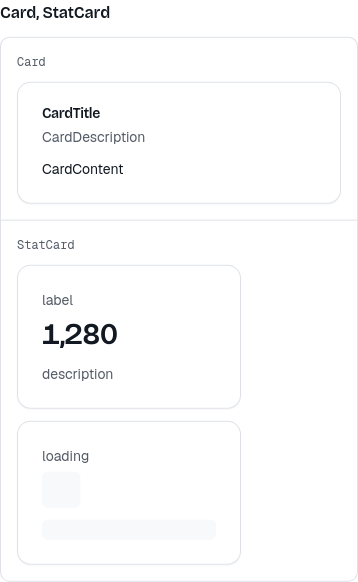 Card, StatCard
Card
CardTitle
CardDescription
CardContent
StatCard
label
1,280
description
loading